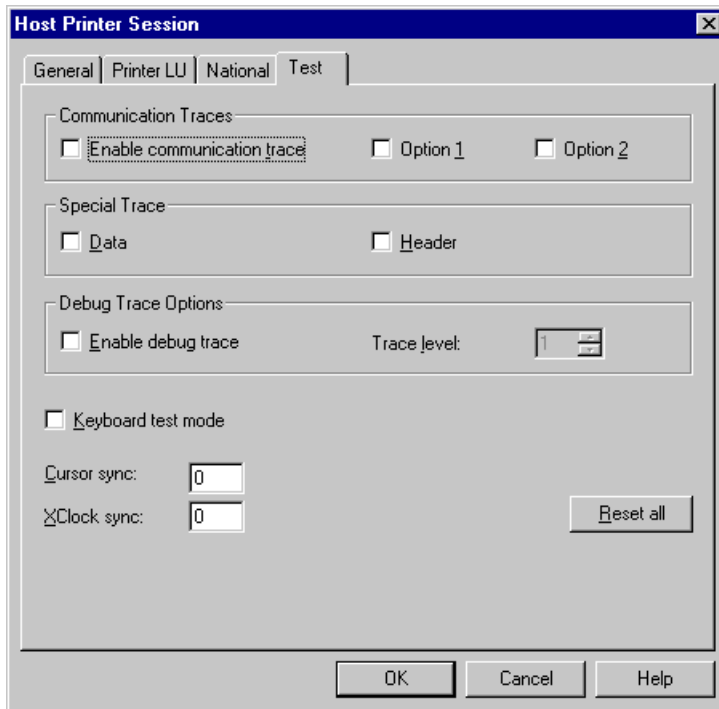 Host Printer Session
General Printer LU National Test
Communication Traces
Enable communication trace Option 1 Option 2
Special Trace
Data Header
Debug Trace Options
Enable debug trace Trace level: 1
Keyboard test mode
Cursor sync: 0
XClock sync: 0 Reset all
OK Cancel Help